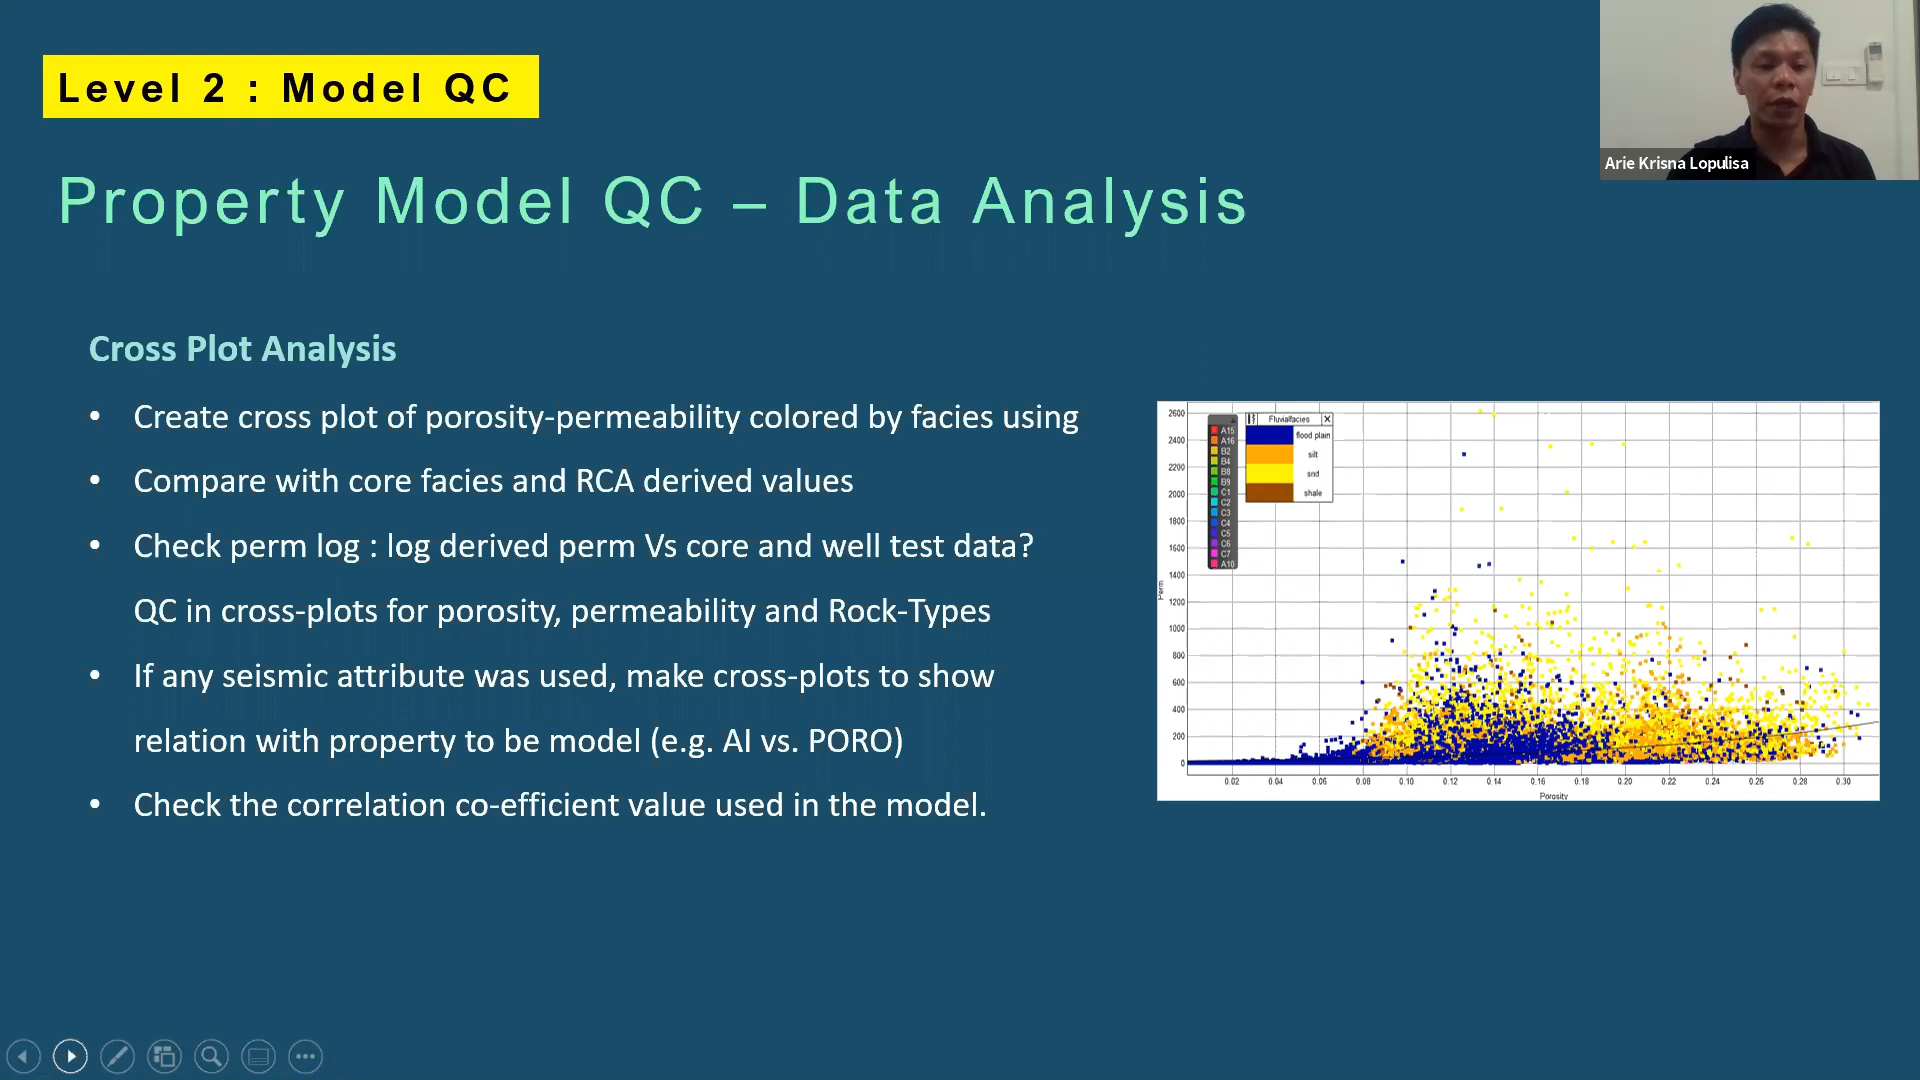 Level 2 : Model QC
Arie Krisna Lopulisa
Property Model QC – Data Analysis
Cross Plot Analysis
• Create cross plot of porosity-permeability colored by facies using
• Compare with core facies and RCA derived values
• Check perm log : log derived perm Vs core and well test data?
QC in cross-plots for porosity, permeability and Rock-Types
• If any seismic attribute was used, make cross-plots to show
relation with property to be model (e.g. AI vs. PORO)
• Check the correlation co-efficient value used in the model.
Fluvialfacies
flood plain
silt
snd
shale
A15
A16
B2
B4
B8
B9
C1
C2
C3
C4
C5
C6
C7
A10
2600
2400
2200
2000
1800
1600
1400
1200
1000
800
600
400
200
0
Perm
0.02 0.04 0.06 0.08 0.10 0.12 0.14 0.16 0.18 0.20 0.22 0.24 0.26 0.28 0.30
Porosity